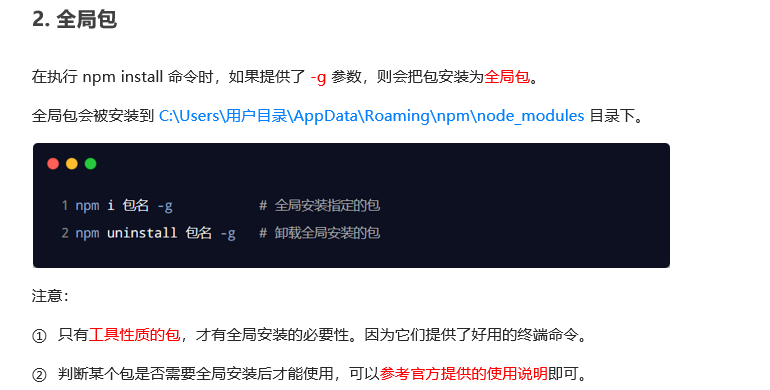 2. 全局包
在执行 npm install 命令时，如果提供了 -g 参数，则会把包安装为全局包。
全局包会被安装到 C:\Users\用户目录\AppData\Roaming\npm\node_modules 目录下。
1 npm i 包名 -g # 全局安装指定的包
2 npm uninstall 包名 -g # 卸载全局安装的包
注意：
① 只有工具性质的包，才有全局安装的必要性。因为它们提供了好用的终端命令。
② 判断某个包是否需要全局安装后才能使用，可以参考官方提供的使用说明即可。